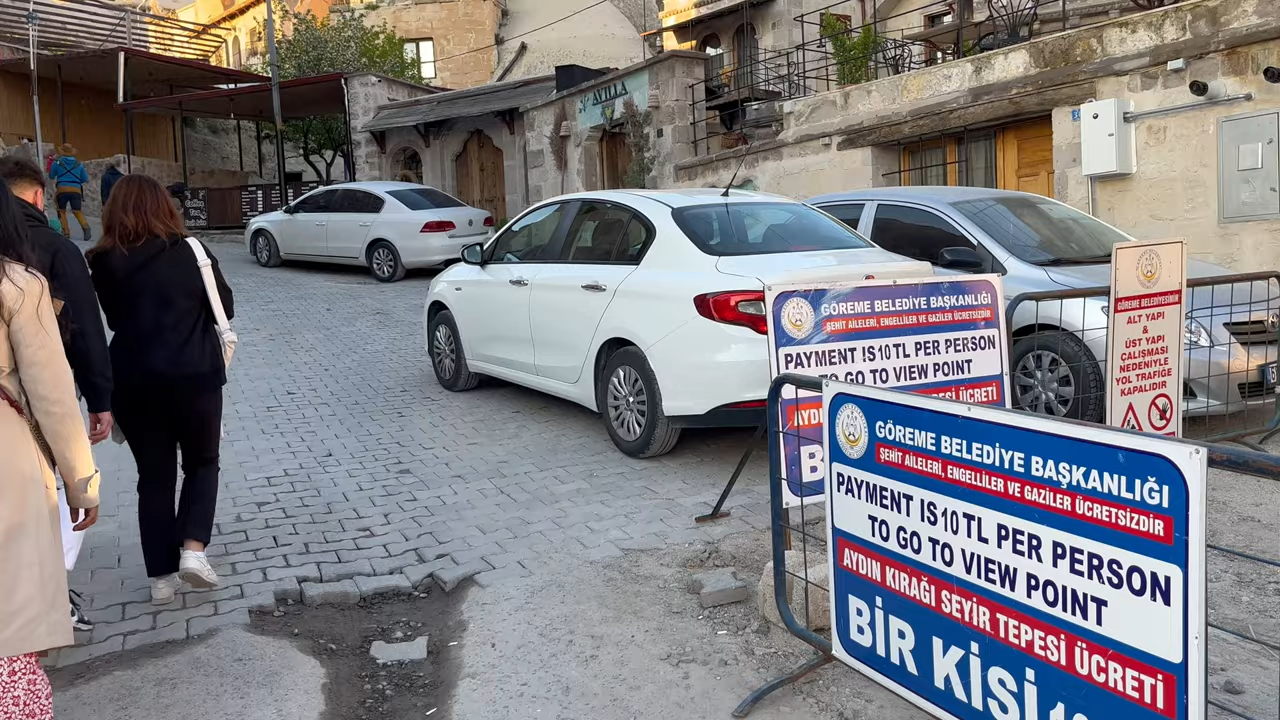 AVILLA
Coffee
Tea
GÖREME BELEDİYE BAŞKANLIĞI
ŞEHİT AİLELERİ, ENGELLİLER VE GAZİLER ÜCRETSİZDİR
PAYMENT IS 10 TL PER PERSON
TO GO TO VIEW POINT
GÖREME BELEDİYESİNİN
ALT YAPI
&
ÜST YAPI
ÇALIŞMASI
NEDENİYLE
YOL TRAFİĞE
KAPALIDIR.
GÖREME BELEDİYE BAŞKANLIĞI
ŞEHİT AİLELERİ, ENGELLİLER VE GAZİLER ÜCRETSİZDİR
PAYMENT IS 10 TL PER PERSON
TO GO TO VIEW POINT
AYDIN KIRAĞI SEYİR TEPESİ ÜCRETİ
BİR KİŞİ